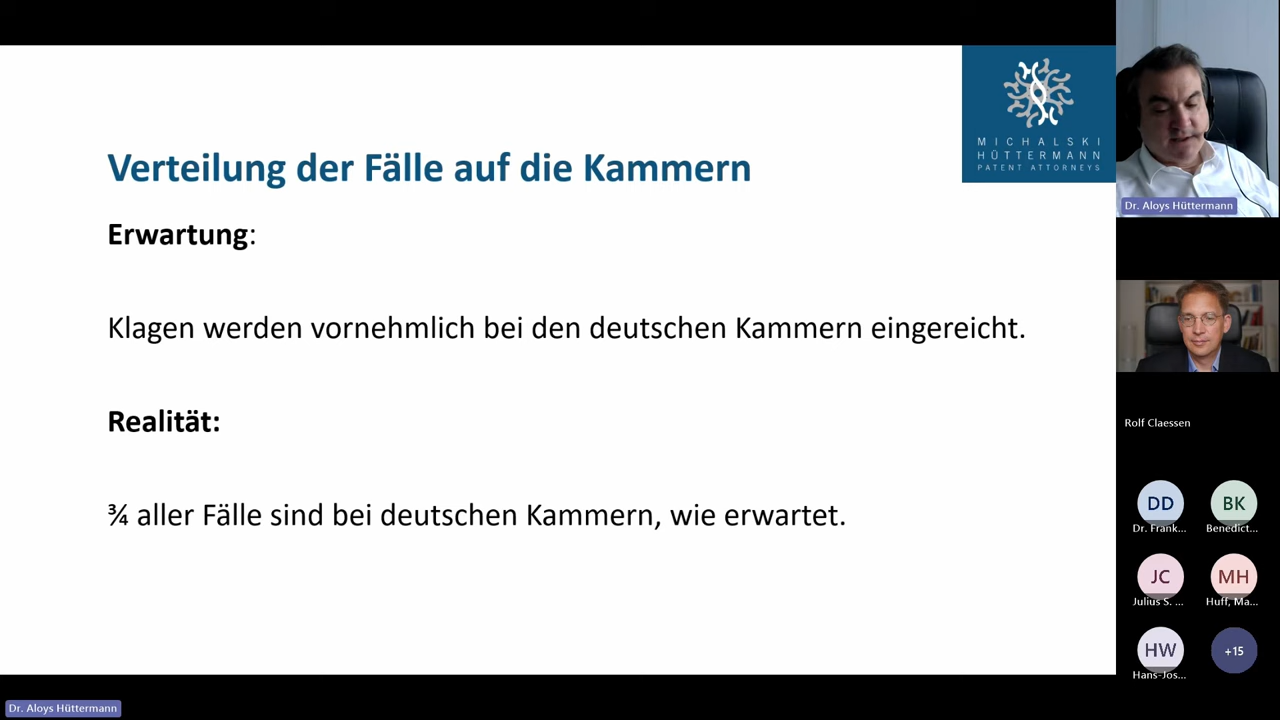 MICHALSKI
HÜTTERMANN
PATENT ATTORNEYS
Verteilung der Fälle auf die Kammern
Erwartung:
Klagen werden vornehmlich bei den deutschen Kammern eingereicht.
Realität:
¾ aller Fälle sind bei deutschen Kammern, wie erwartet.
Dr. Aloys Hüttermann
Rolf Claessen
DD
BK
Dr. Frank...
Benedict...
JC
MH
Julius S. ...
Huff, Ma...
HW
+15
Hans-Jos...
Dr. Aloys Hüttermann